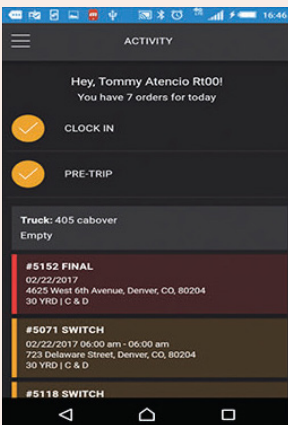 16:46
ACTIVITY
Hey, Tommy Atencio Rt00!
You have 7 orders for today
CLOCK IN
PRE-TRIP
Truck: 405 cabover
Empty
#5152 FINAL
02/22/2017
4625 West 6th Avenue, Denver, CO, 80204
30 YRD | C & D
#5071 SWITCH
02/22/2017 06:00 am - 06:00 am
723 Delaware Street, Denver, CO, 80204
30 YRD | C & D
#5118 SWITCH